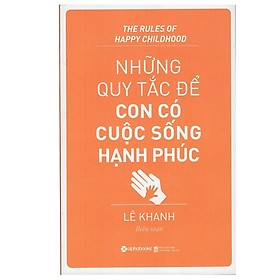 THE RULES OF
HAPPY CHILDHOOD
NHỮNG
QUY TẮC ĐỂ
CON CÓ
CUỘC SỐNG
HẠNH PHÚC
LÊ KHANH
Biên soạn
alphabooks